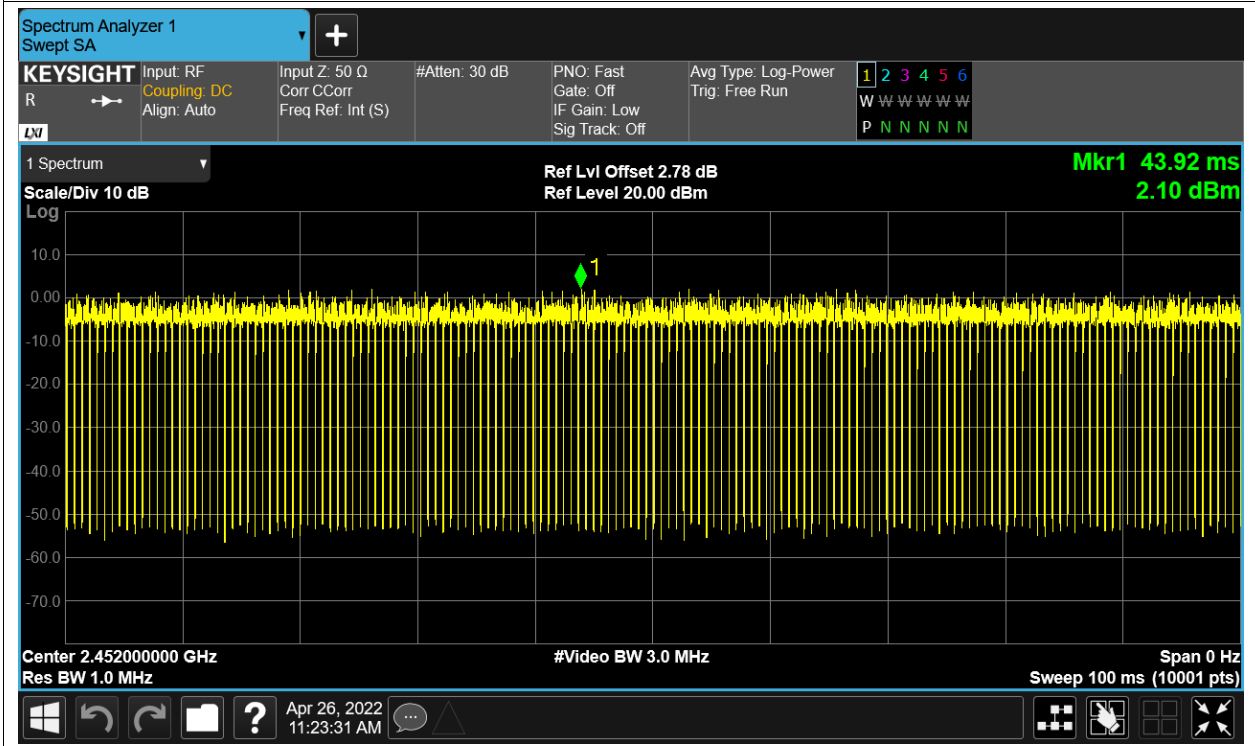 Spectrum Analyzer 1
Swept SA
KEYSIGHT Input: RF Input Z: 50 Ω #Atten: 30 dB PNO: Fast Avg Type: Log-Power 1 2 3 4 5 6
R Coupling: DC Corr CCorr Gate: Off Trig: Free Run W W W W W W
Align: Auto Freq Ref: Int (S) IF Gain: Low
LXI Sig Track: Off P N N N N N
1 Spectrum Ref Lvl Offset 2.78 dB Mkr1 43.92 ms
Scale/Div 10 dB Ref Level 20.00 dBm 2.10 dBm
Log
10.0
1
0.00
-10.0
-20.0
-30.0
-40.0
-50.0
-60.0
-70.0
Center 2.452000000 GHz #Video BW 3.0 MHz Span 0 Hz
Res BW 1.0 MHz Sweep 100 ms (10001 pts)
? Apr 26, 2022
11:23:31 AM